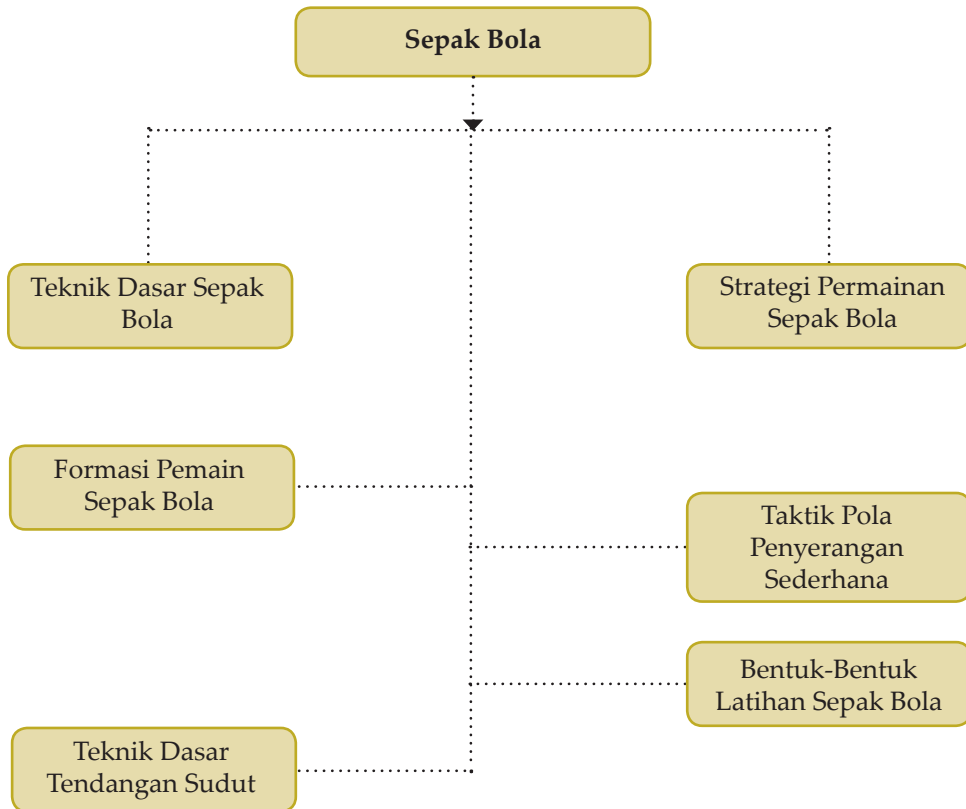 Sepak Bola
Teknik Dasar Sepak
Bola
Strategi Permainan
Sepak Bola
Formasi Pemain
Sepak Bola
Taktik Pola
Penyerangan
Sederhana
Bentuk-Bentuk
Latihan Sepak Bola
Teknik Dasar
Tendangan Sudut